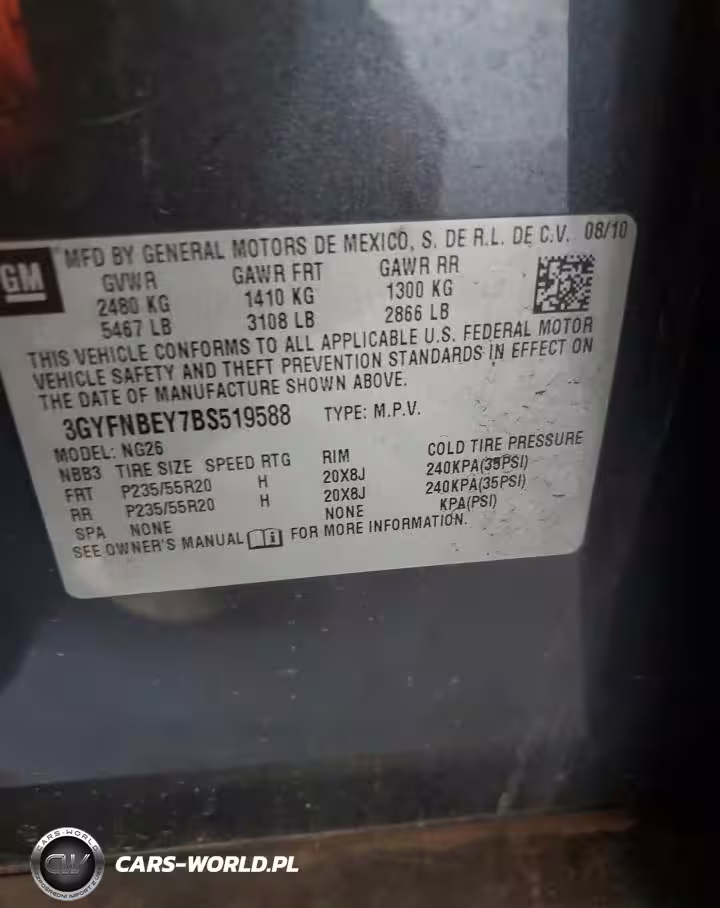 GM
MFD BY GENERAL MOTORS DE MEXICO, S. DE R.L. DE C.V. 08/10
GVWR GAWR FRT GAWR RR
2480 KG 1410 KG 1300 KG
5467 LB 3108 LB 2866 LB
THIS VEHICLE CONFORMS TO ALL APPLICABLE U.S. FEDERAL MOTOR
VEHICLE SAFETY AND THEFT PREVENTION STANDARDS IN EFFECT ON
THE DATE OF MANUFACTURE SHOWN ABOVE.
3GYFNBEY7BS519588 TYPE: M.P.V.
MODEL: NG26
NBB3 TIRE SIZE SPEED RTG RIM COLD TIRE PRESSURE
FRT P235/55R20 H 20X8J 240KPA(35PSI)
RR P235/55R20 H 20X8J 240KPA(35PSI)
SPA NONE NONE KPA(PSI)
SEE OWNER'S MANUAL FOR MORE INFORMATION.
CARS-WORLD
CW
CARS-WORLD.PL